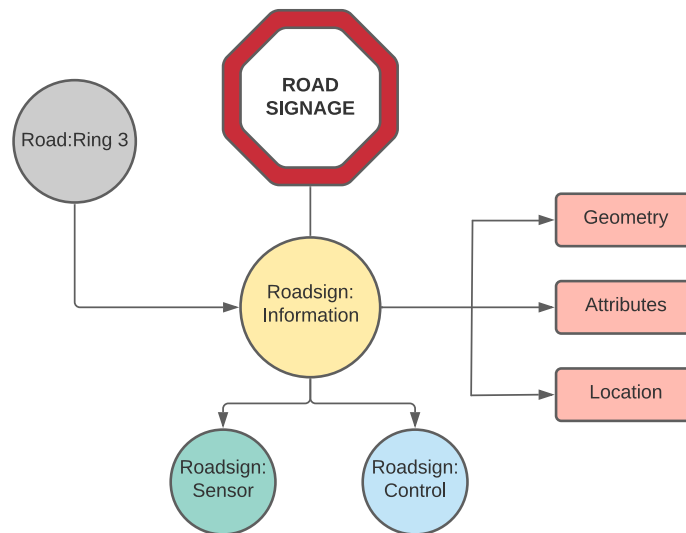 ROAD
SIGNAGE
Road:Ring 3
Geometry
Roadsign:
Information
Attributes
Location
Roadsign:
Sensor
Roadsign:
Control